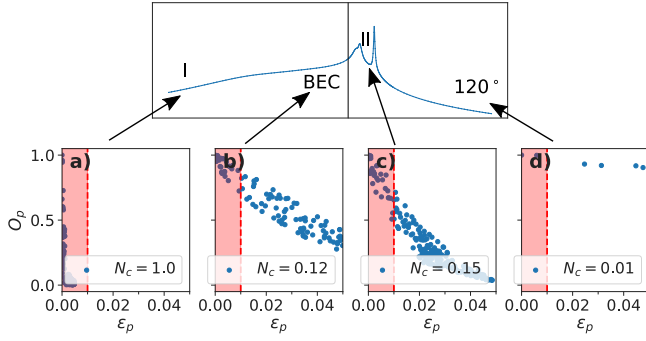 I
BEC
II
120°
a)
b)
c)
d)
1.0
0.5
0.0
O_p
N_c = 1.0
N_c = 0.12
N_c = 0.15
N_c = 0.01
0.00 0.02 0.04
0.00 0.02 0.04
0.00 0.02 0.04
0.00 0.02 0.04
ε_p
ε_p
ε_p
ε_p